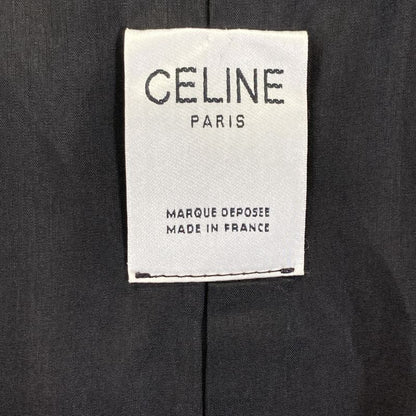 CELINE
PARIS
MARQUE DEPOSEE
MADE IN FRANCE